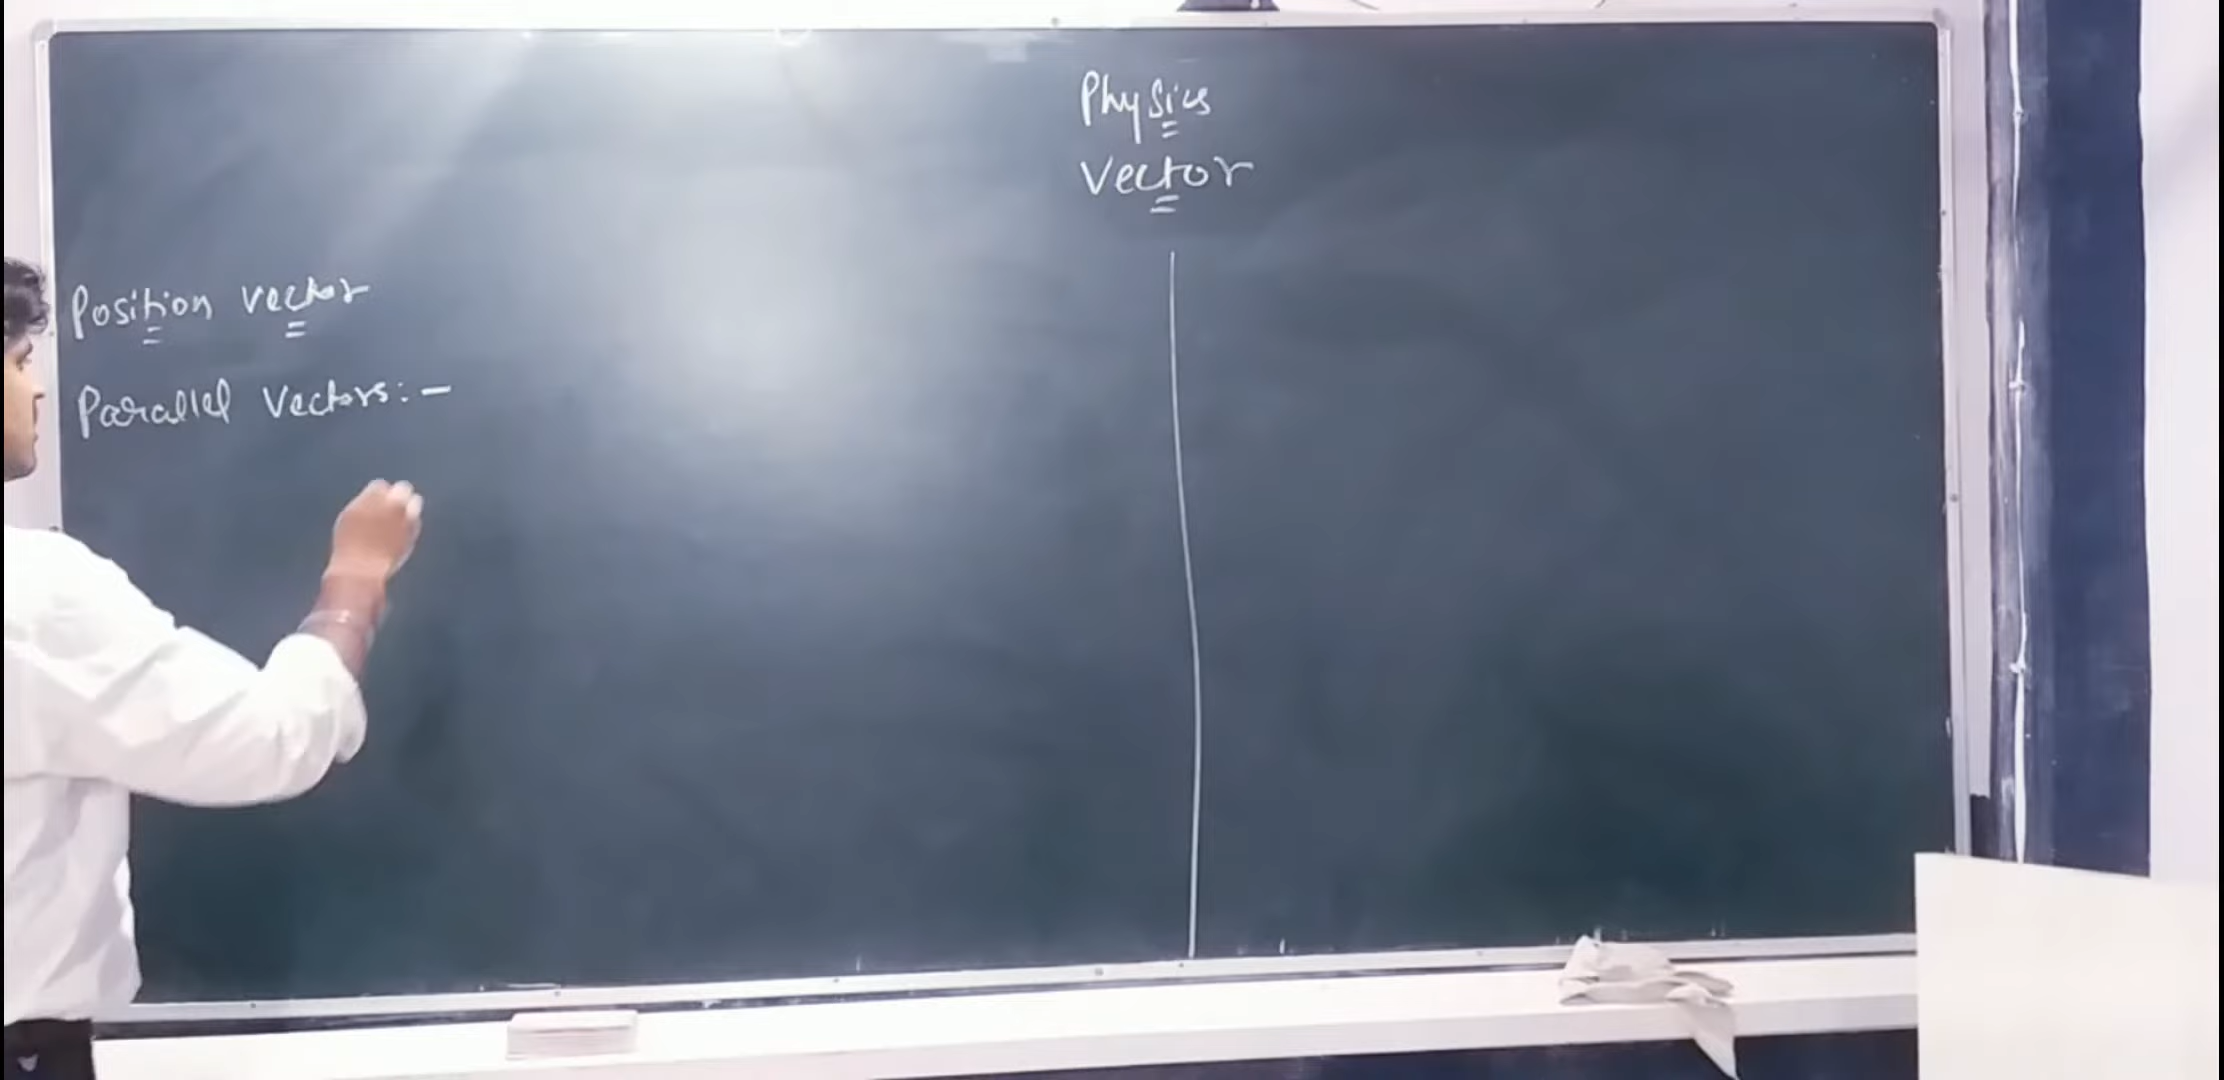 Physics
Vector
Position vector
Parallel Vectors:-